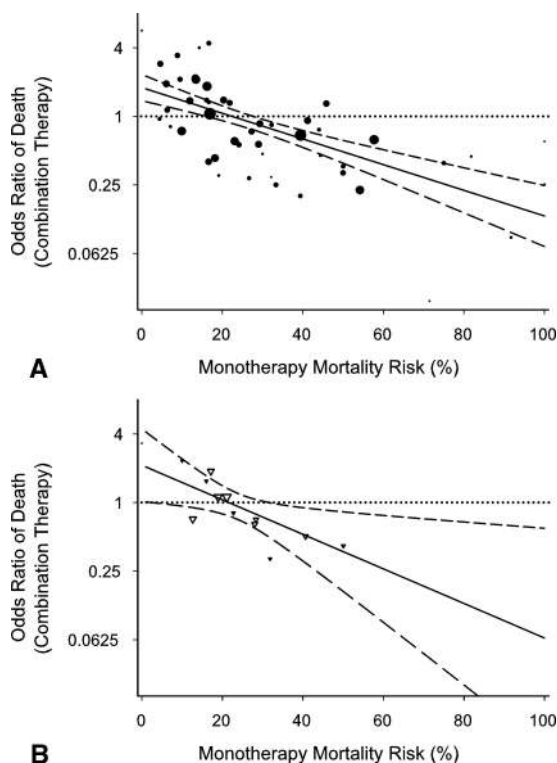 4
1
0.25
0.0625
Odds Ratio of Death
(Combination Therapy)
0 20 40 60 80 100
A Monotherapy Mortality Risk (%)
4
1
0.25
0.0625
Odds Ratio of Death
(Combination Therapy)
0 20 40 60 80 100
B Monotherapy Mortality Risk (%)